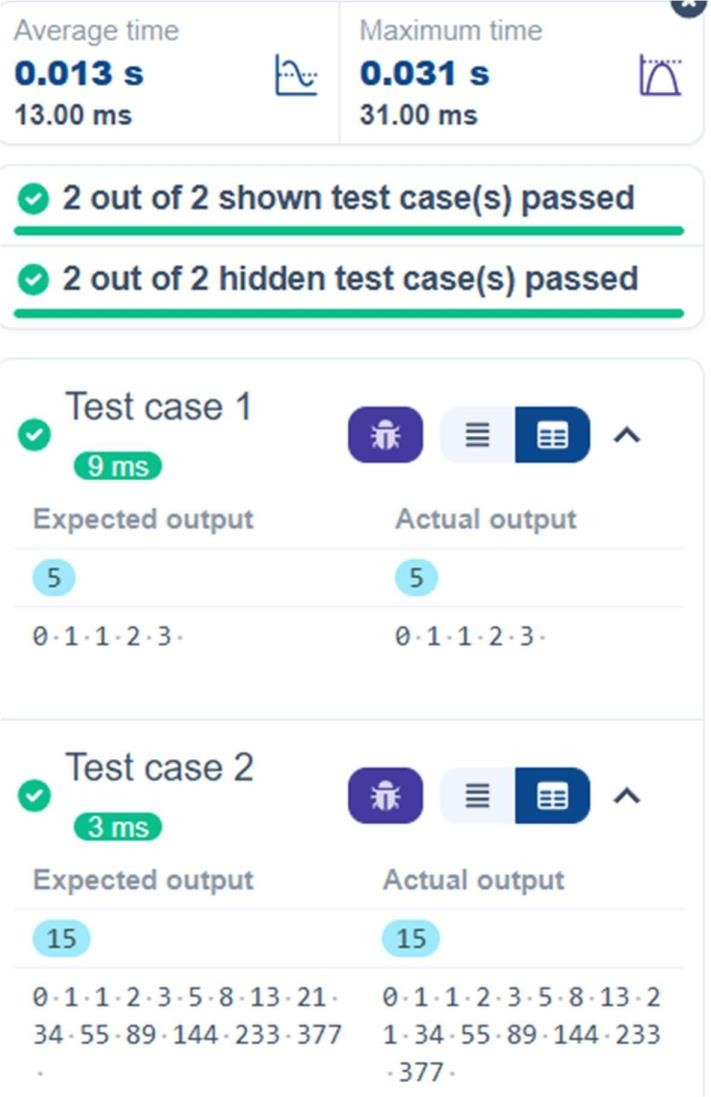 Average time
Maximum time
0.013 s
0.031 s
13.00 ms
31.00 ms
2 out of 2 shown test case(s) passed
2 out of 2 hidden test case(s) passed
Test case 1
9 ms
Expected output
Actual output
5
5
0·1·1·2·3·
0·1·1·2·3·
Test case 2
3 ms
Expected output
Actual output
15
15
0·1·1·2·3·5·8·13·21·
34·55·89·144·233·377
·
0·1·1·2·3·5·8·13·2
1·34·55·89·144·233
·377·